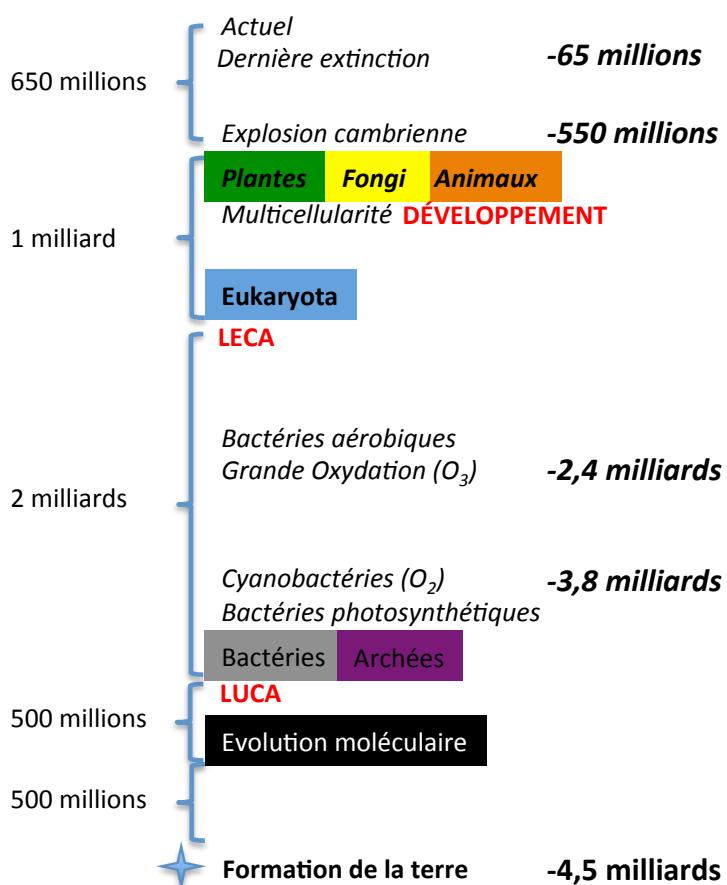 Actuel
Dernière extinction -65 millions
650 millions
Explosion cambrienne -550 millions
Plantes Fongi Animaux
Multicellularité DÉVELOPPEMENT
1 milliard
Eukaryota
LECA
Bactéries aérobiques
Grande Oxydation (O₃) -2,4 milliards
2 milliards
Cyanobactéries (O₂) -3,8 milliards
Bactéries photosynthétiques
Bactéries Archées
LUCA
500 millions
Evolution moléculaire
500 millions
Formation de la terre -4,5 milliards